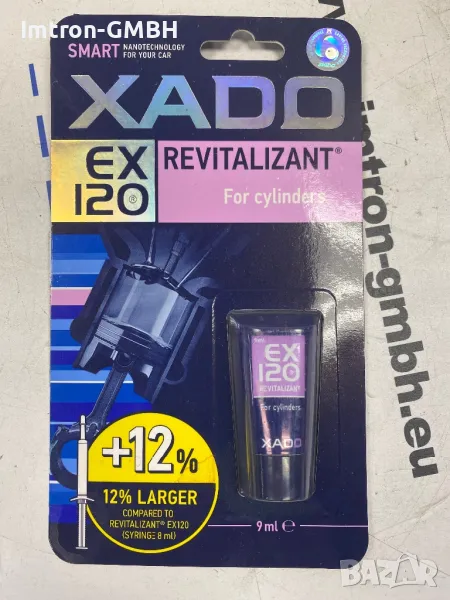 Imtron-GMBH
SMART NANOTECHNOLOGY
FOR YOUR CAR
XADO
EX
120®
REVITALIZANT®
For cylinders
EX
120
REVITALIZANT®
For cylinders
XADO
+12%
12% LARGER
COMPARED TO
REVITALIZANT® EX120
(SYRINGE 8 ml)
9 ml e
imtron-gmbh.eu
BAZAR